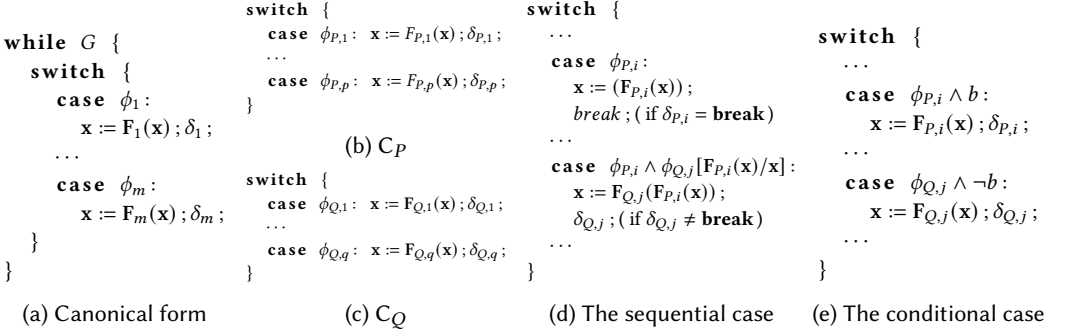 while G {
switch {
case ϕ1 :
x := F1(x) ; δ1 ;
...
case ϕm :
x := Fm(x) ; δm ;
}
}
(a) Canonical form
switch {
case ϕP,1 : x := FP,1(x) ; δP,1 ;
...
case ϕP,p : x := FP,p(x) ; δP,p ;
}
(b) CP
switch {
case ϕQ,1 : x := FQ,1(x) ; δQ,1 ;
...
case ϕQ,q : x := FQ,q(x) ; δQ,q ;
}
(c) CQ
switch {
...
case ϕP,i :
x := (FP,i(x)) ;
break ; ( if δP,i = break)
...
case ϕP,i ∧ ϕQ,j[FP,i(x)/x] :
x := FQ,j(FP,i(x)) ;
δQ,j ; ( if δQ,j ≠ break)
...
}
(d) The sequential case
switch {
...
case ϕP,i ∧ b :
x := FP,i(x) ; δP,i ;
...
case ϕQ,j ∧ ¬b :
x := FQ,j(x) ; δQ,j ;
...
}
(e) The conditional case